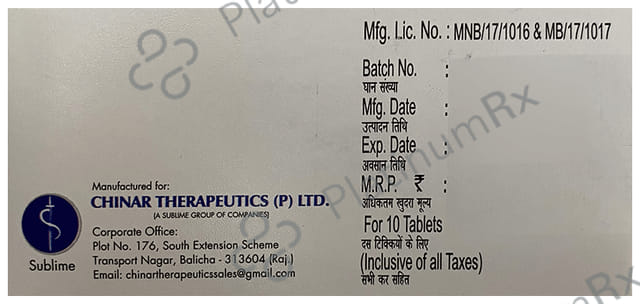 Mfg. Lic. No. : MNB/17/1016 & MB/17/1017
Batch No. :
घान संख्या
Mfg. Date :
उत्पादन तिथि
Exp. Date :
अवसान तिथि
M.R.P. ₹ :
अधिकतम खुदरा मूल्य
For 10 Tablets
दस टिक्कियों के लिए
(Inclusive of all Taxes)
सभी कर सहित
Manufactured for:
CHINAR THERAPEUTICS (P) LTD.
(A SUBLIME GROUP OF COMPANIES)
Corporate Office:
Plot No. 176, South Extension Scheme
Transport Nagar, Balicha - 313604 (Raj.)
Email: chinartherapeuticssales@gmail.com
Sublime
PlatinumRx